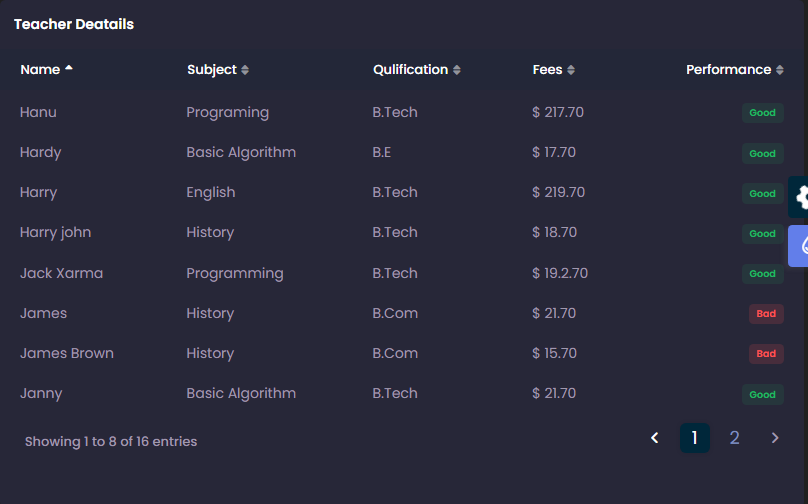 Teacher Deatails
Name Subject Qulification Fees Performance
Hanu Programing B.Tech $ 217.70 Good
Hardy Basic Algorithm B.E $ 17.70 Good
Harry English B.Tech $ 219.70 Good
Harry john History B.Tech $ 18.70 Good
Jack Xarma Programming B.Tech $ 19.2.70 Good
James History B.Com $ 21.70 Bad
James Brown History B.Com $ 15.70 Bad
Janny Basic Algorithm B.Tech $ 21.70 Good
Showing 1 to 8 of 16 entries 1 2